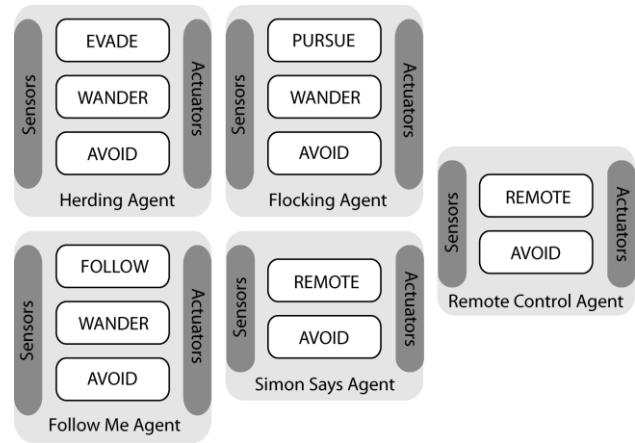 Sensors
EVADE
WANDER
AVOID
Actuators
Herding Agent
Sensors
PURSUE
WANDER
AVOID
Actuators
Flocking Agent
Sensors
REMOTE
AVOID
Actuators
Remote Control Agent
Sensors
FOLLOW
WANDER
AVOID
Actuators
Follow Me Agent
Sensors
REMOTE
AVOID
Actuators
Simon Says Agent